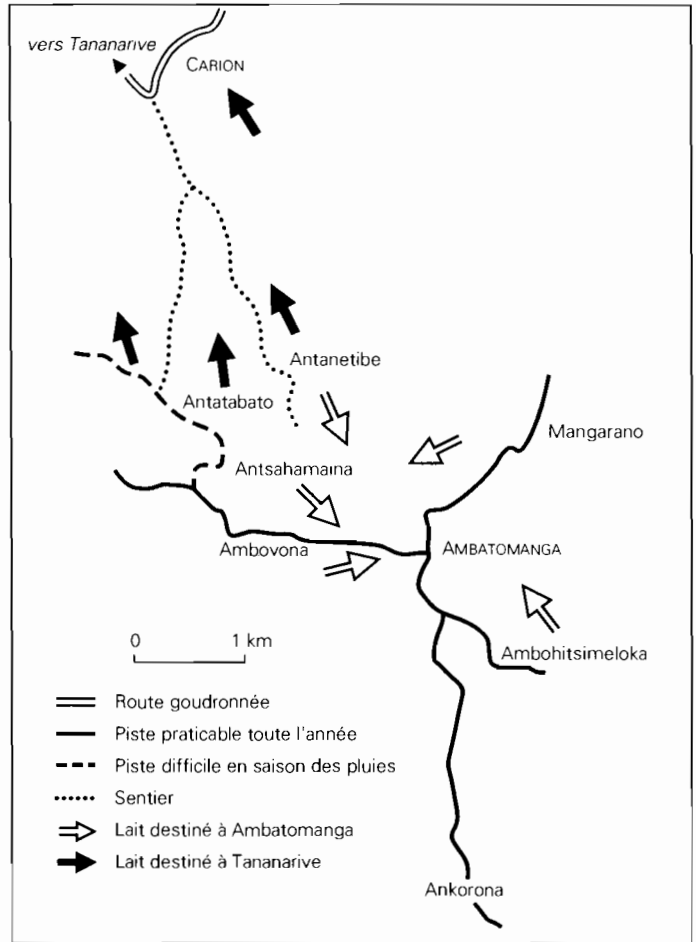 vers Tananarive
CARION
Antanetibe
Antatabato
Mangarano
Antsahamaina
Ambovona
AMBATOMANGA
Ambohitsimeloka
0 1 km
Route goudronnée
Piste praticable toute l'année
Piste difficile en saison des pluies
Sentier
Lait destiné à Ambatomanga
Lait destiné à Tananarive
Ankorona